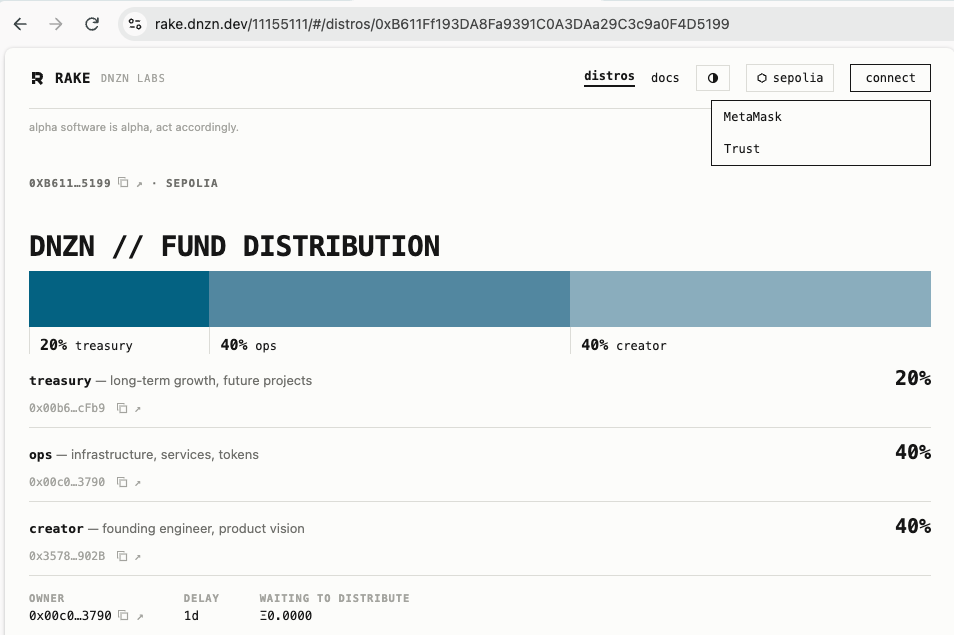 rake.dnzn.dev/11155111/#/distros/0xB611Ff193DA8Fa9391C0A3DAa29C3c9a0F4D5199
RAKE DNZN LABS distros docs sepolia connect
alpha software is alpha, act accordingly.
MetaMask
Trust
0XB611…5199 ↗ · SEPOLIA
DNZN // FUND DISTRIBUTION
20% treasury 40% ops 40% creator
treasury — long-term growth, future projects 20%
0x00b6…cFb9 ↗
ops — infrastructure, services, tokens 40%
0x00c0…3790 ↗
creator — founding engineer, product vision 40%
0x3578…902B ↗
OWNER DELAY WAITING TO DISTRIBUTE
0x00c0…3790 ↗ 1d Ξ0.0000